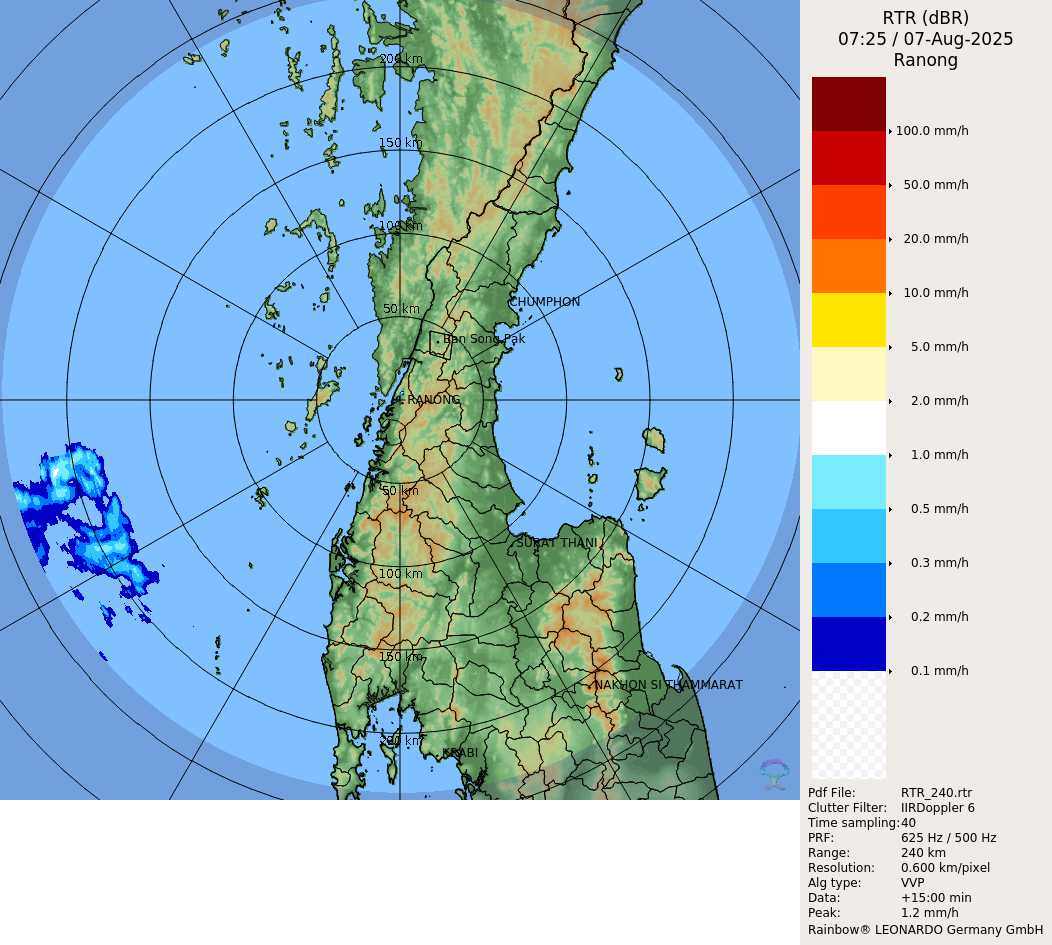 RTR (dBR)
07:25 / 07-Aug-2025
Ranong
100.0 mm/h
50.0 mm/h
20.0 mm/h
10.0 mm/h
5.0 mm/h
2.0 mm/h
1.0 mm/h
0.5 mm/h
0.3 mm/h
0.2 mm/h
0.1 mm/h
200 km
150 km
100 km
CHUMPHON
50 km
Ban Song Pak
RANONG
50 km
SURAT THANI
100 km
150 km
NAKHON SI THAMMARAT
200 km
KRABI
Pdf File: RTR_240.rtr
Clutter Filter: IIRDoppler 6
Time sampling: 40
PRF: 625 Hz / 500 Hz
Range: 240 km
Resolution: 0.600 km/pixel
Alg type: VVP
Data: +15:00 min
Peak: 1.2 mm/h
Rainbow® LEONARDO Germany GmbH